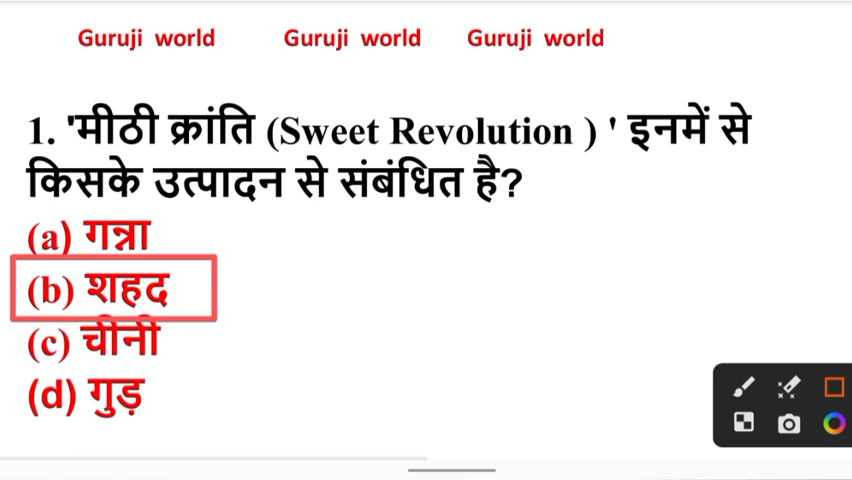 Guruji world Guruji world Guruji world
1. 'मीठी क्रांति (Sweet Revolution ) ' इनमें से
किसके उत्पादन से संबंधित है?
(a) गन्ना
(b) शहद
(c) चीनी
(d) गुड़